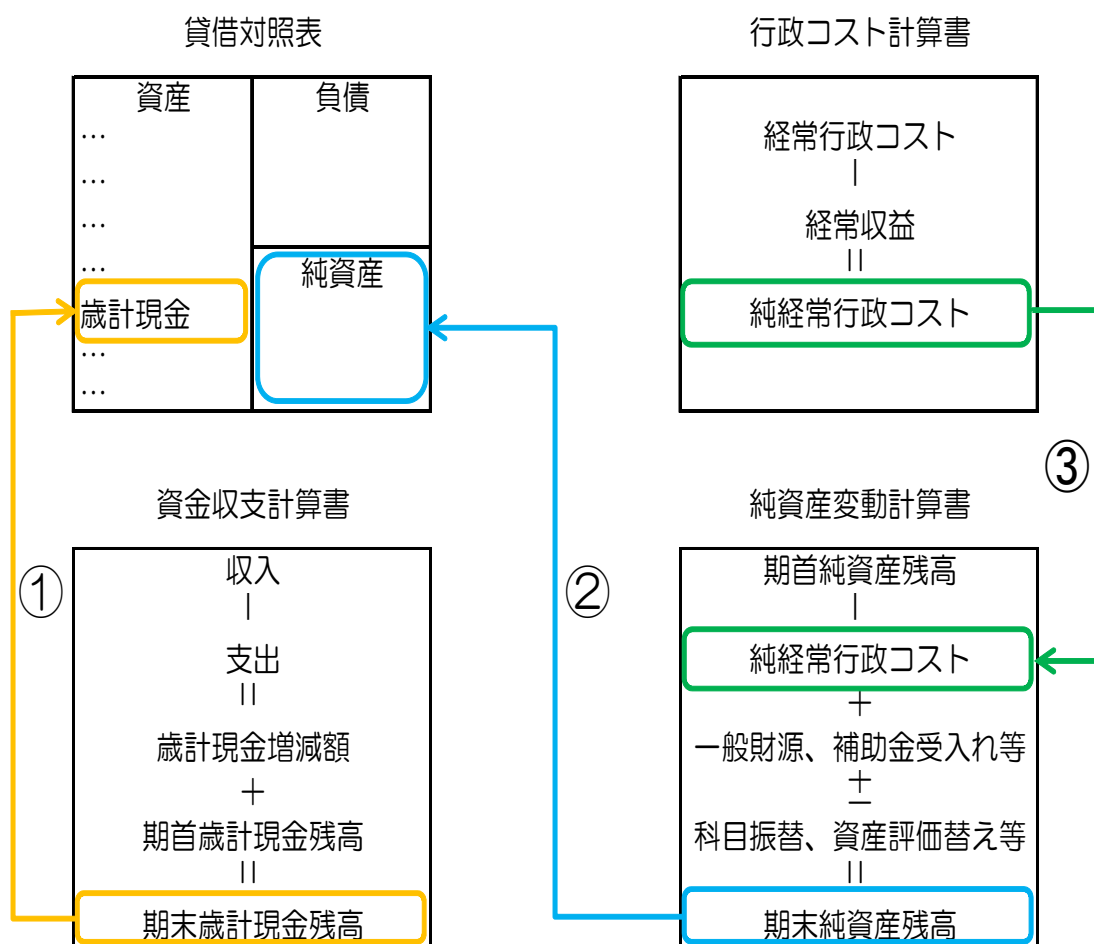 貸借対照表
資産
負債
…
…
…
…
純資産
歳計現金
…
…
行政コスト計算書
経常行政コスト
－
経常収益
＝
純経常行政コスト
③
①
②
資金収支計算書
収入
－
支出
＝
歳計現金増減額
＋
期首歳計現金残高
＝
期末歳計現金残高
純資産変動計算書
期首純資産残高
－
純経常行政コスト
＋
一般財源、補助金受入れ等
±
科目振替、資産評価替え等
＝
期末純資産残高